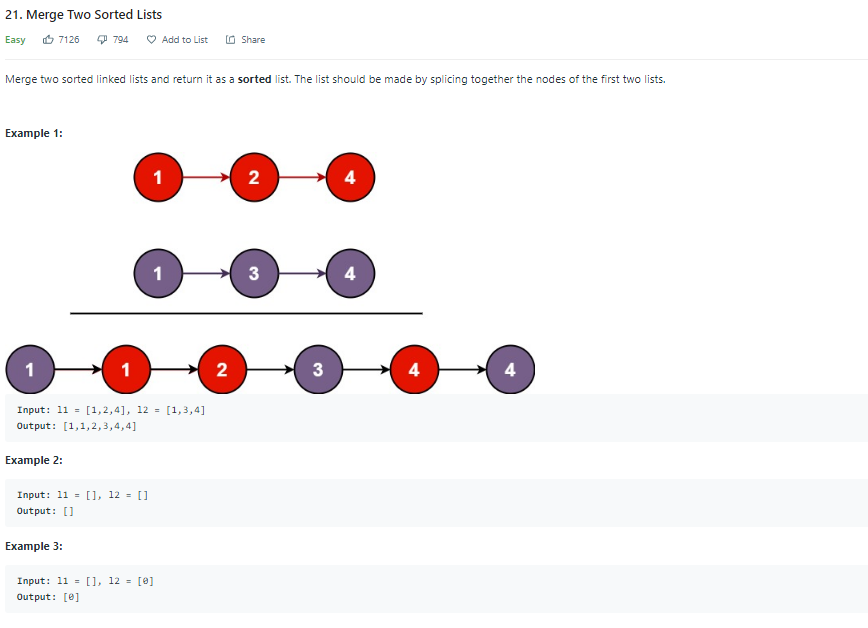 21. Merge Two Sorted Lists
Easy 7126 794 Add to List Share
Merge two sorted linked lists and return it as a sorted list. The list should be made by splicing together the nodes of the first two lists.
Example 1:
1 2 4
1 3 4
1 1 2 3 4 4
Input: l1 = [1,2,4], l2 = [1,3,4]
Output: [1,1,2,3,4,4]
Example 2:
Input: l1 = [], l2 = []
Output: []
Example 3:
Input: l1 = [], l2 = [0]
Output: [0]